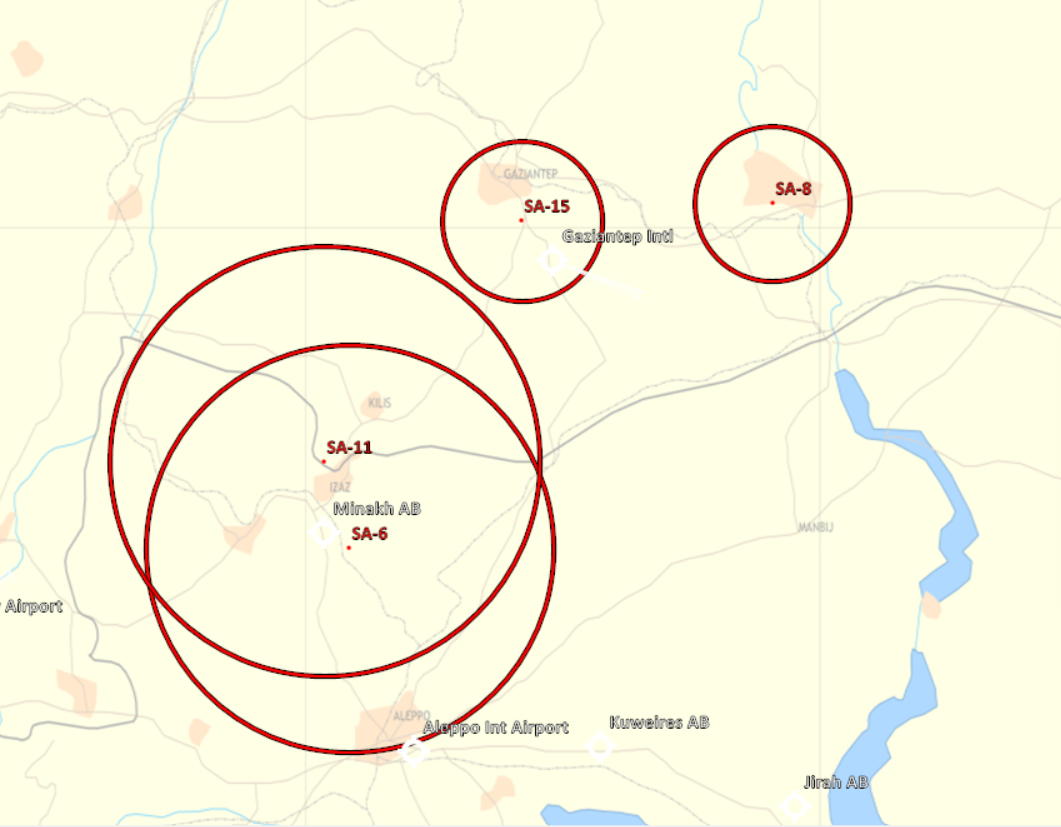 GAZIANTEP
SA-8
SA-15
Gaziantep Intl
KILIS
SA-11
IZAZ
Minakh AB
MANBIJ
SA-6
Airport
ALEPPO
Aleppo Int Airport
Kuweires AB
Jirah AB